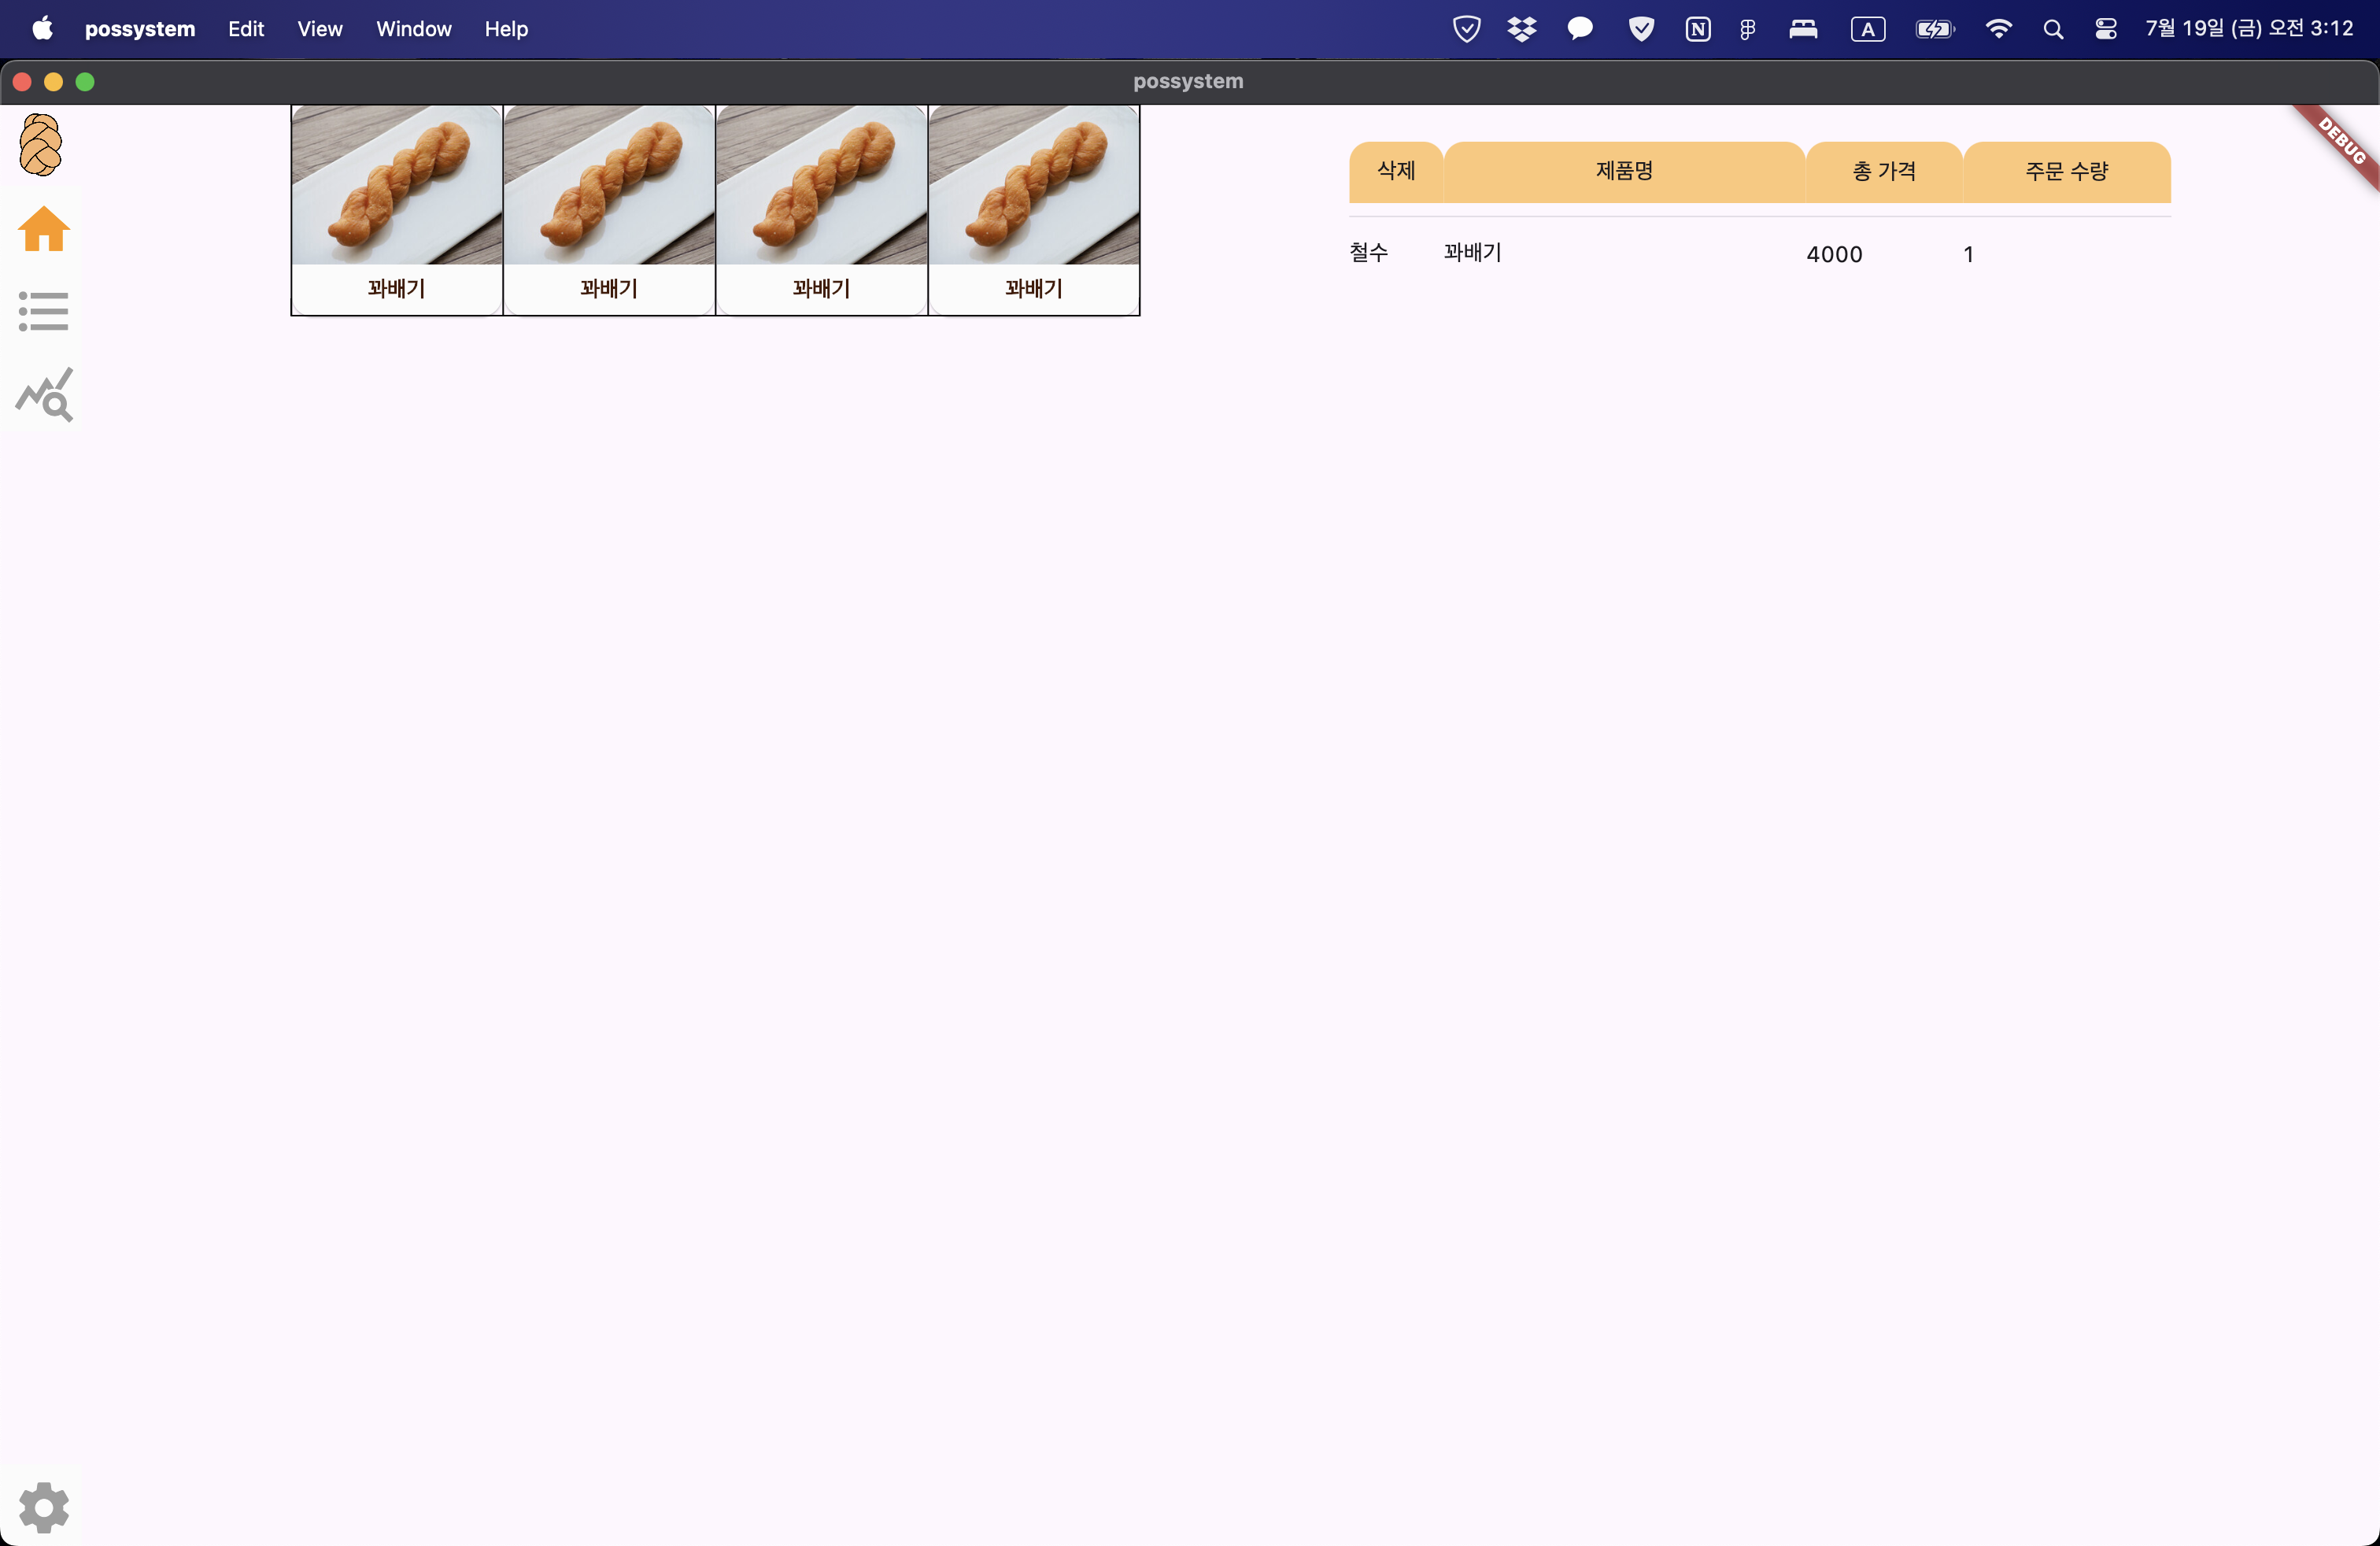 possystem Edit View Window Help N A 7월 19일 (금) 오전 3:12
possystem
DEBUG
삭제 제품명 총 가격 주문 수량
철수 꽈배기 4000 1
꽈배기 꽈배기 꽈배기 꽈배기